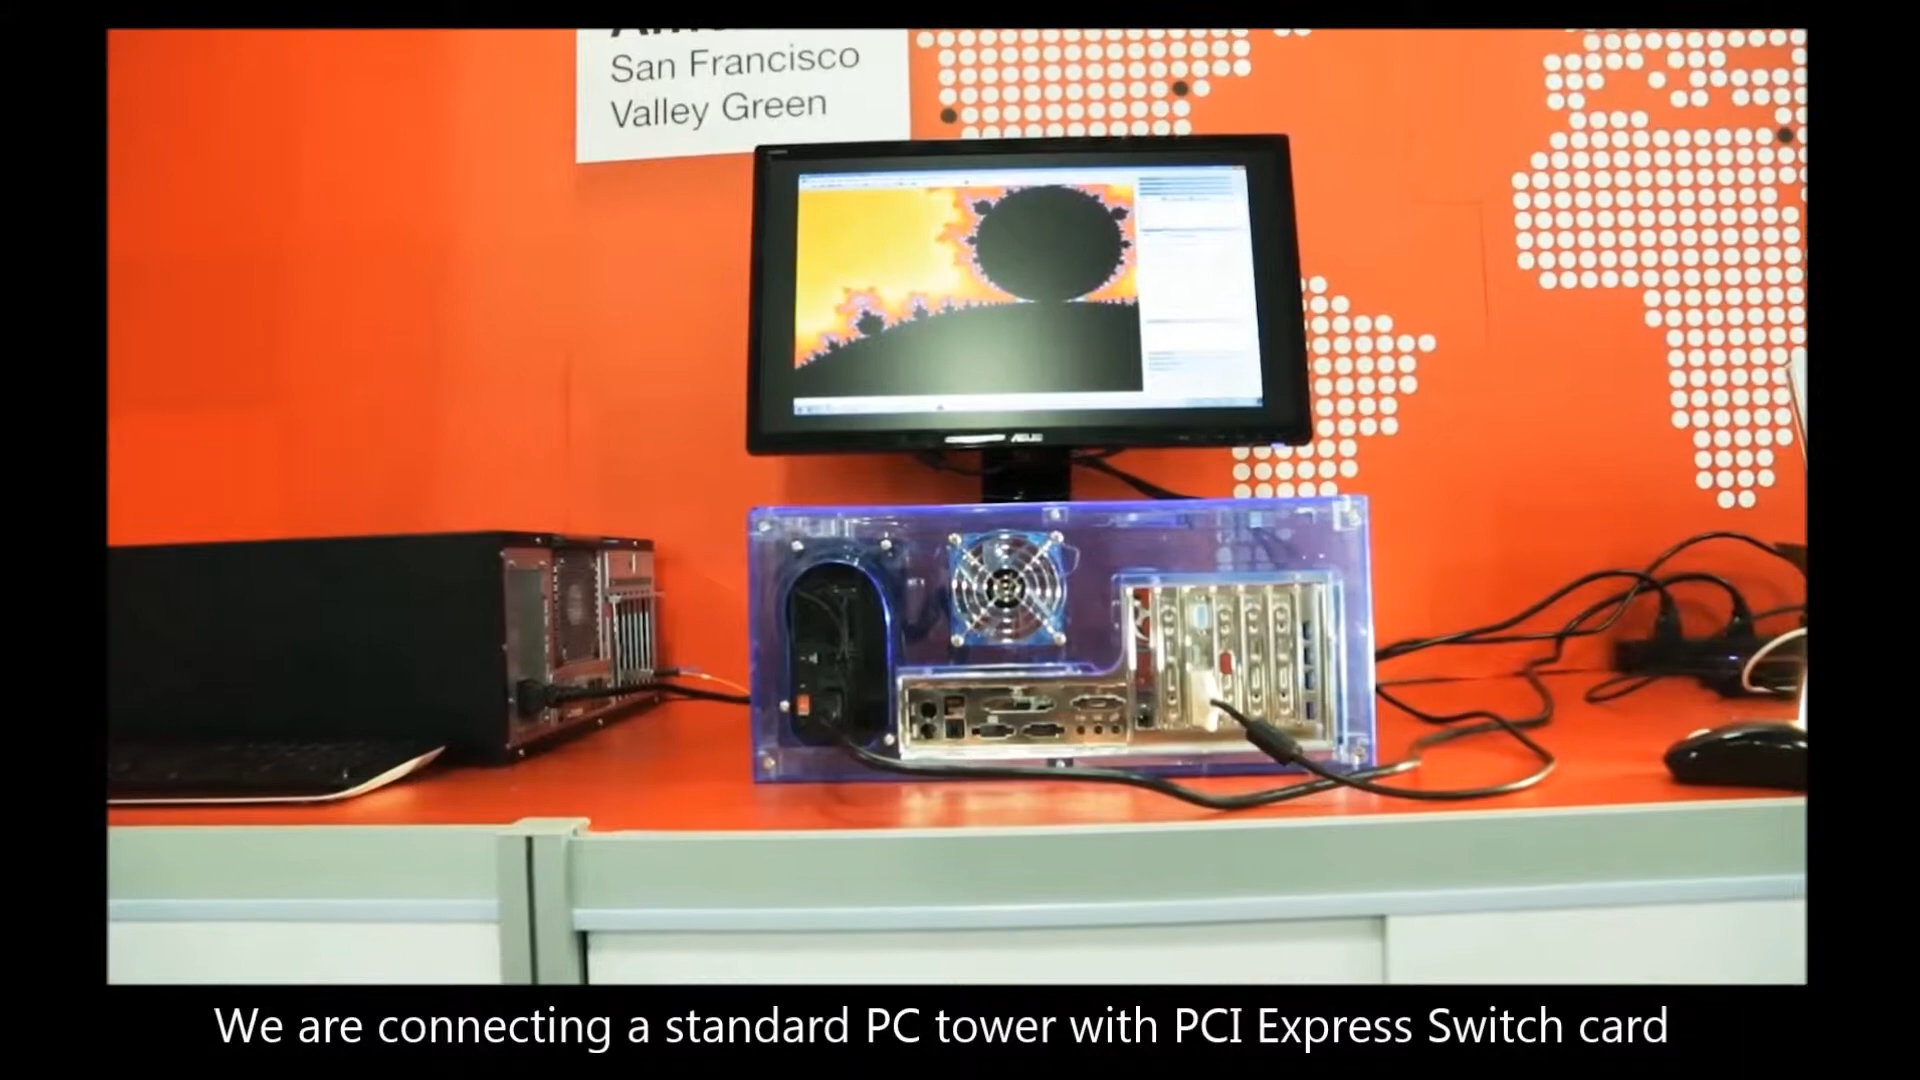 San Francisco
Valley Green
ASUS
We are connecting a standard PC tower with PCI Express Switch card